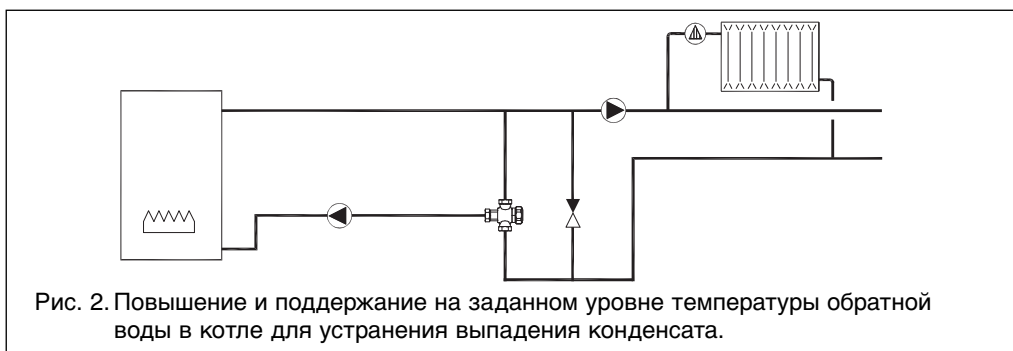 Рис. 2. Повышение и поддержание на заданном уровне температуры обратной
воды в котле для устранения выпадения конденсата.